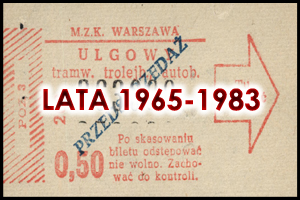 M.Z.K. WARSZAWA
ULGOWY
tramw. trolejb. autob.
LATA 1965-1983
PRZEDSPRZEDAŻ
0,50
Po skasowaniu
biletu odstępować
nie wolno. Zacho-
wać do kontroli.